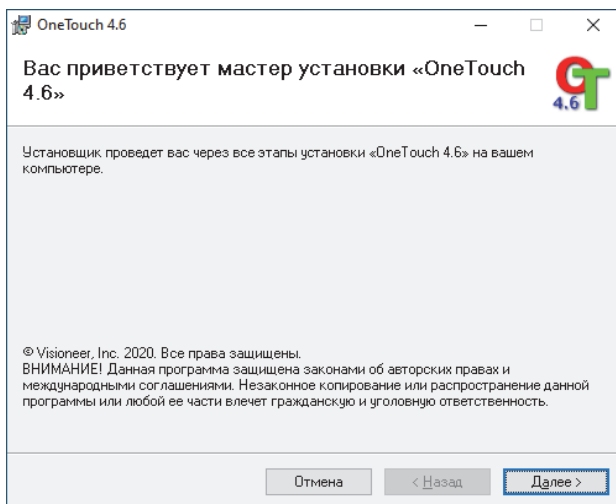 OneTouch 4.6
Вас приветствует мастер установки «OneTouch
4.6»
OT
4.6
Установщик проведет вас через все этапы установки «OneTouch 4.6» на вашем
компьютере.
© Visioneer, Inc. 2020. Все права защищены.
ВНИМАНИЕ! Данная программа защищена законами об авторских правах и
международными соглашениями. Незаконное копирование или распространение данной
программы или любой ее части влечет гражданскую и уголовную ответственность.
Отмена
< Назад
Далее >